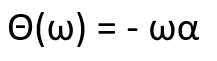 Θ(ω) = - ωα